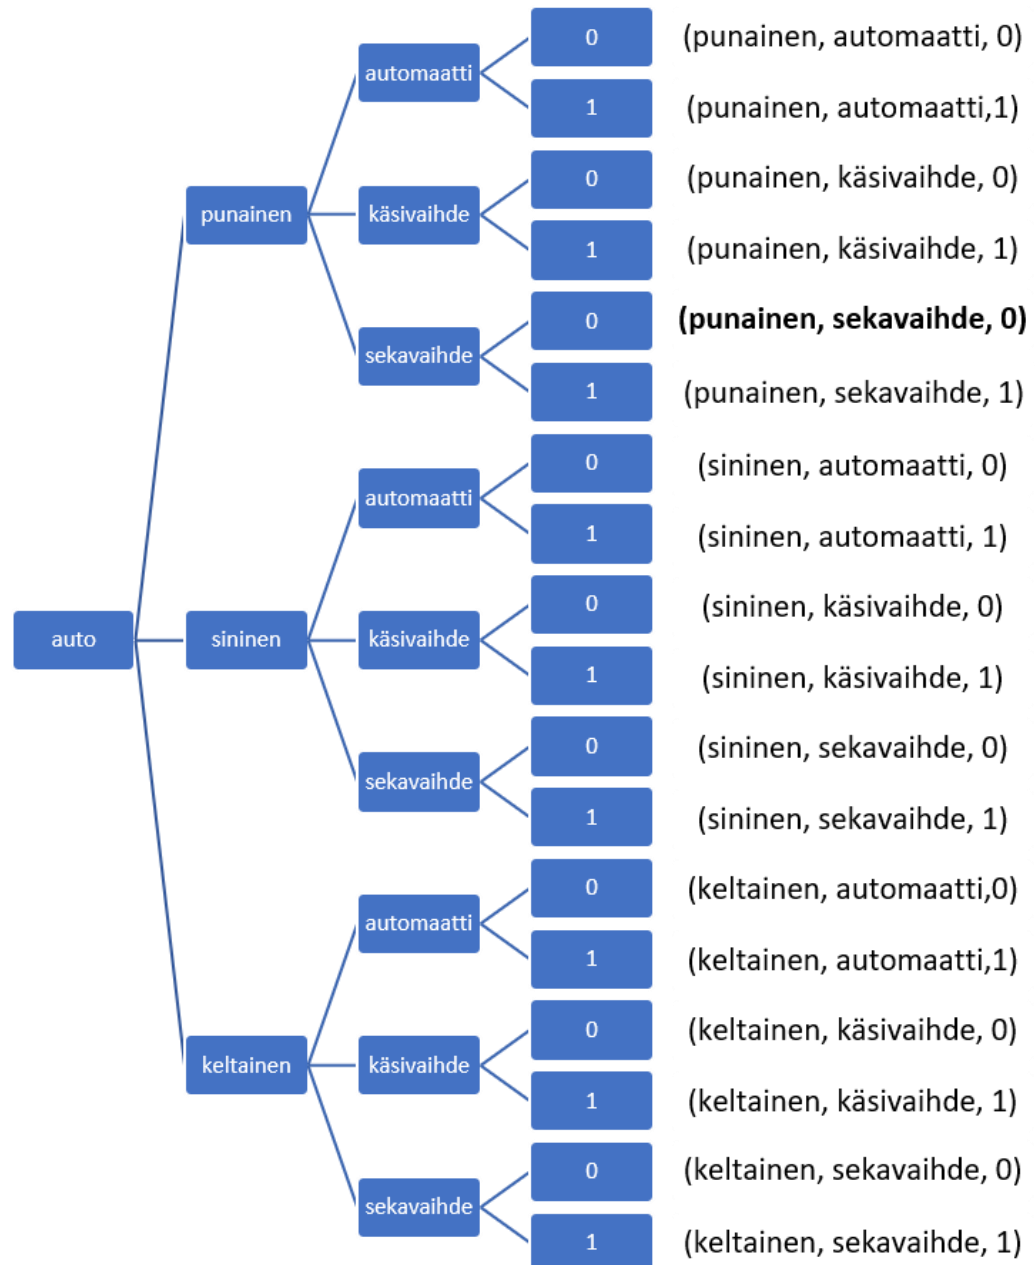 0 (punainen, automaatti, 0)
automaatti
1 (punainen, automaatti,1)
0 (punainen, käsivaihde, 0)
punainen käsivaihde
1 (punainen, käsivaihde, 1)
0 (punainen, sekavaihde, 0)
sekavaihde
1 (punainen, sekavaihde, 1)
0 (sininen, automaatti, 0)
automaatti
1 (sininen, automaatti, 1)
0 (sininen, käsivaihde, 0)
auto sininen käsivaihde
1 (sininen, käsivaihde, 1)
0 (sininen, sekavaihde, 0)
sekavaihde
1 (sininen, sekavaihde, 1)
0 (keltainen, automaatti,0)
automaatti
1 (keltainen, automaatti,1)
0 (keltainen, käsivaihde, 0)
keltainen käsivaihde
1 (keltainen, käsivaihde, 1)
0 (keltainen, sekavaihde, 0)
sekavaihde
1 (keltainen, sekavaihde, 1)